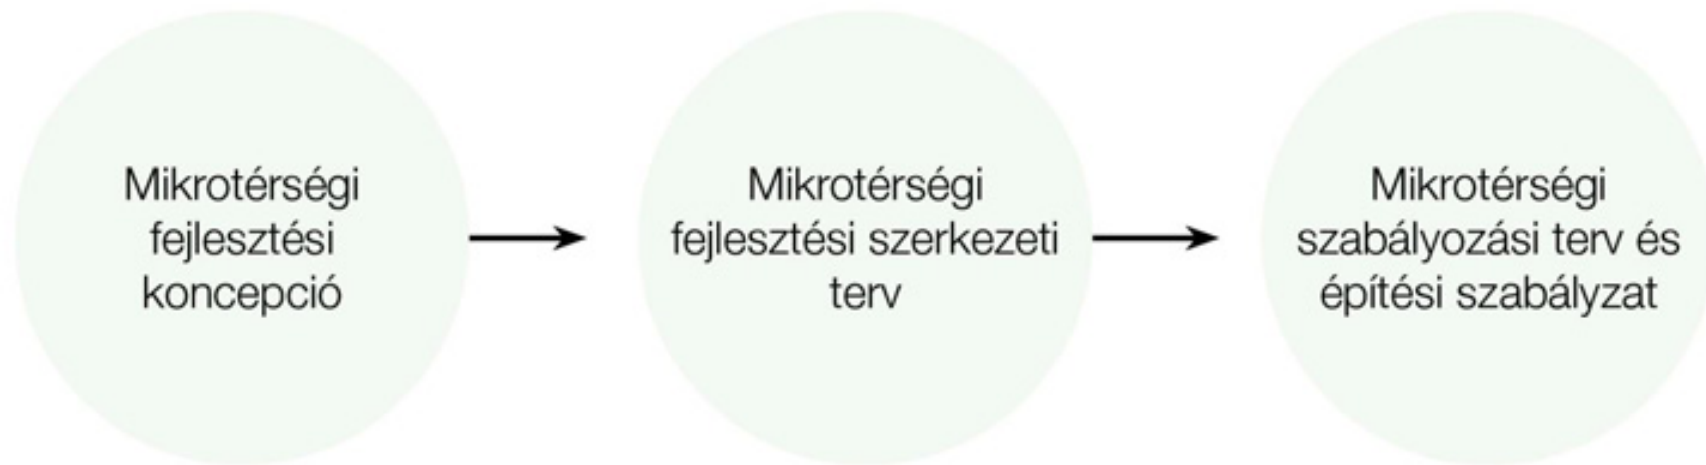 Mikrotérségi
fejlesztési
koncepció
Mikrotérségi
fejlesztési szerkezeti
terv
Mikrotérségi
szabályozási terv és
építési szabályzat